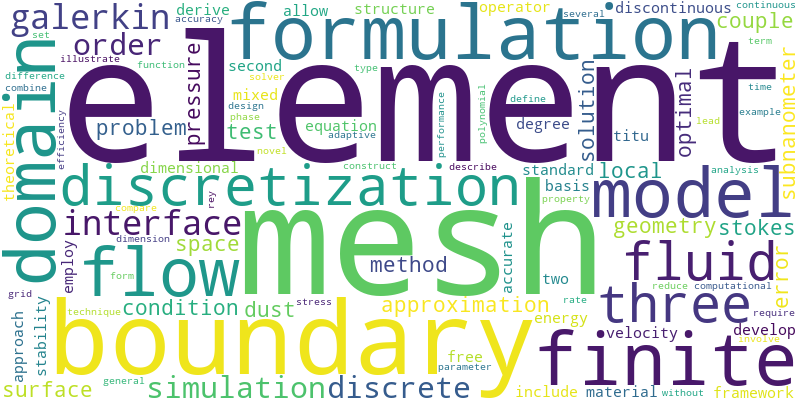 galerkin
accuracy
derive
set
order
difference
illustrate
combine
function
second
solver
mixed
design
phase
problem
test
pressure
efficiency
domain
theoretical
allow
structure
operator
several
discontinuous
continuous
couple
term
formulation
type
time
define
example
solution
optimal
error
subnanometer
element
equation
novel
adaptive
performance
polynomial
degree
titu
lead
dimensional
construct
describe
standard
local
analysis
basis
property
discretization
rey
compare
model
interface
dimension
space
mesh
method
accurate
two
geometry
stokes
employ
flow
form
fluid
reduce
computational
grid
technique
condition
dust
stress
approximation
energy
rate
three
require
velocity
develop
involve
approach
stability
boundary
free
parameter
finite
surface
general
simulation
discrete
include
material
without
framework